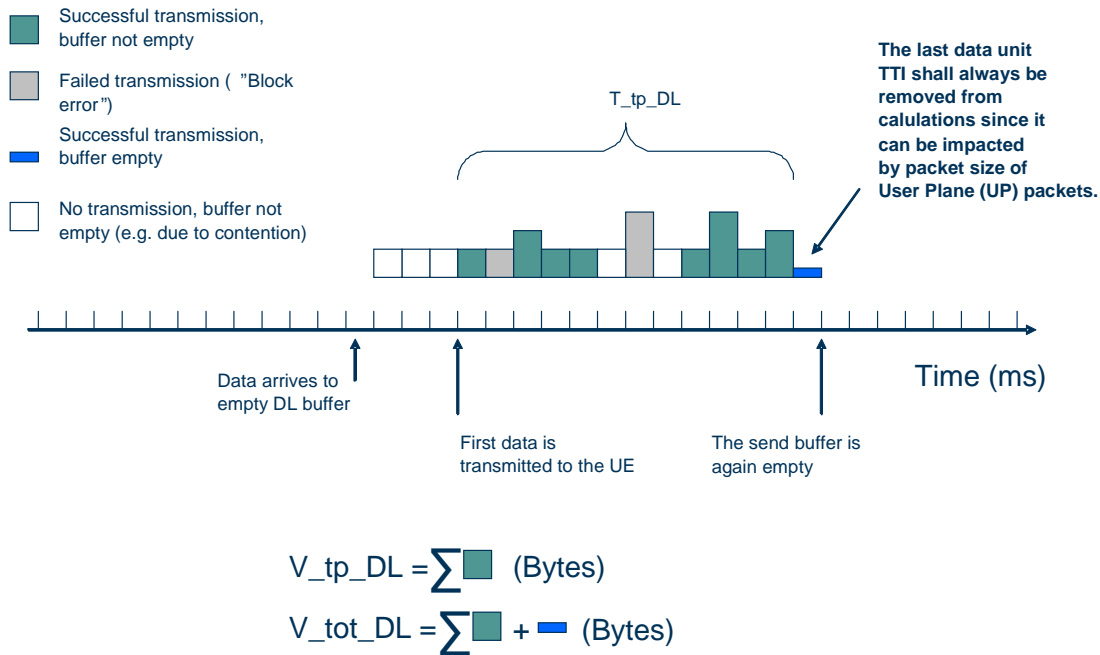 Successful transmission,
buffer not empty
Failed transmission ( ”Block
error”)
Successful transmission,
buffer empty
No transmission, buffer not
empty (e.g. due to contention)
T_tp_DL
The last data unit
TTI shall always be
removed from
calulations since it
can be impacted
by packet size of
User Plane (UP) packets.
Time (ms)
Data arrives to
empty DL buffer
First data is
transmitted to the UE
The send buffer is
again empty
V_tp_DL = ∑ (Bytes)
V_tot_DL = ∑ + (Bytes)